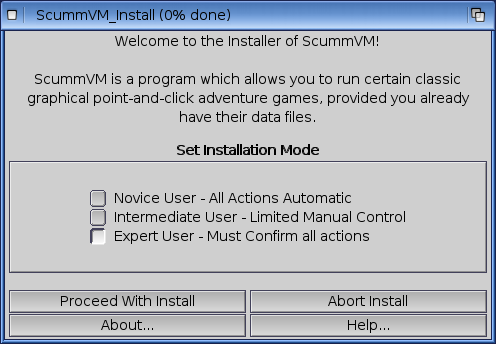 ScummVM_Install (0% done)
Welcome to the Installer of ScummVM!
ScummVM is a program which allows you to run certain classic
graphical point-and-click adventure games, provided you already
have their data files.
Set Installation Mode
Novice User - All Actions Automatic
Intermediate User - Limited Manual Control
Expert User - Must Confirm all actions
Proceed With Install
Abort Install
About...
Help...